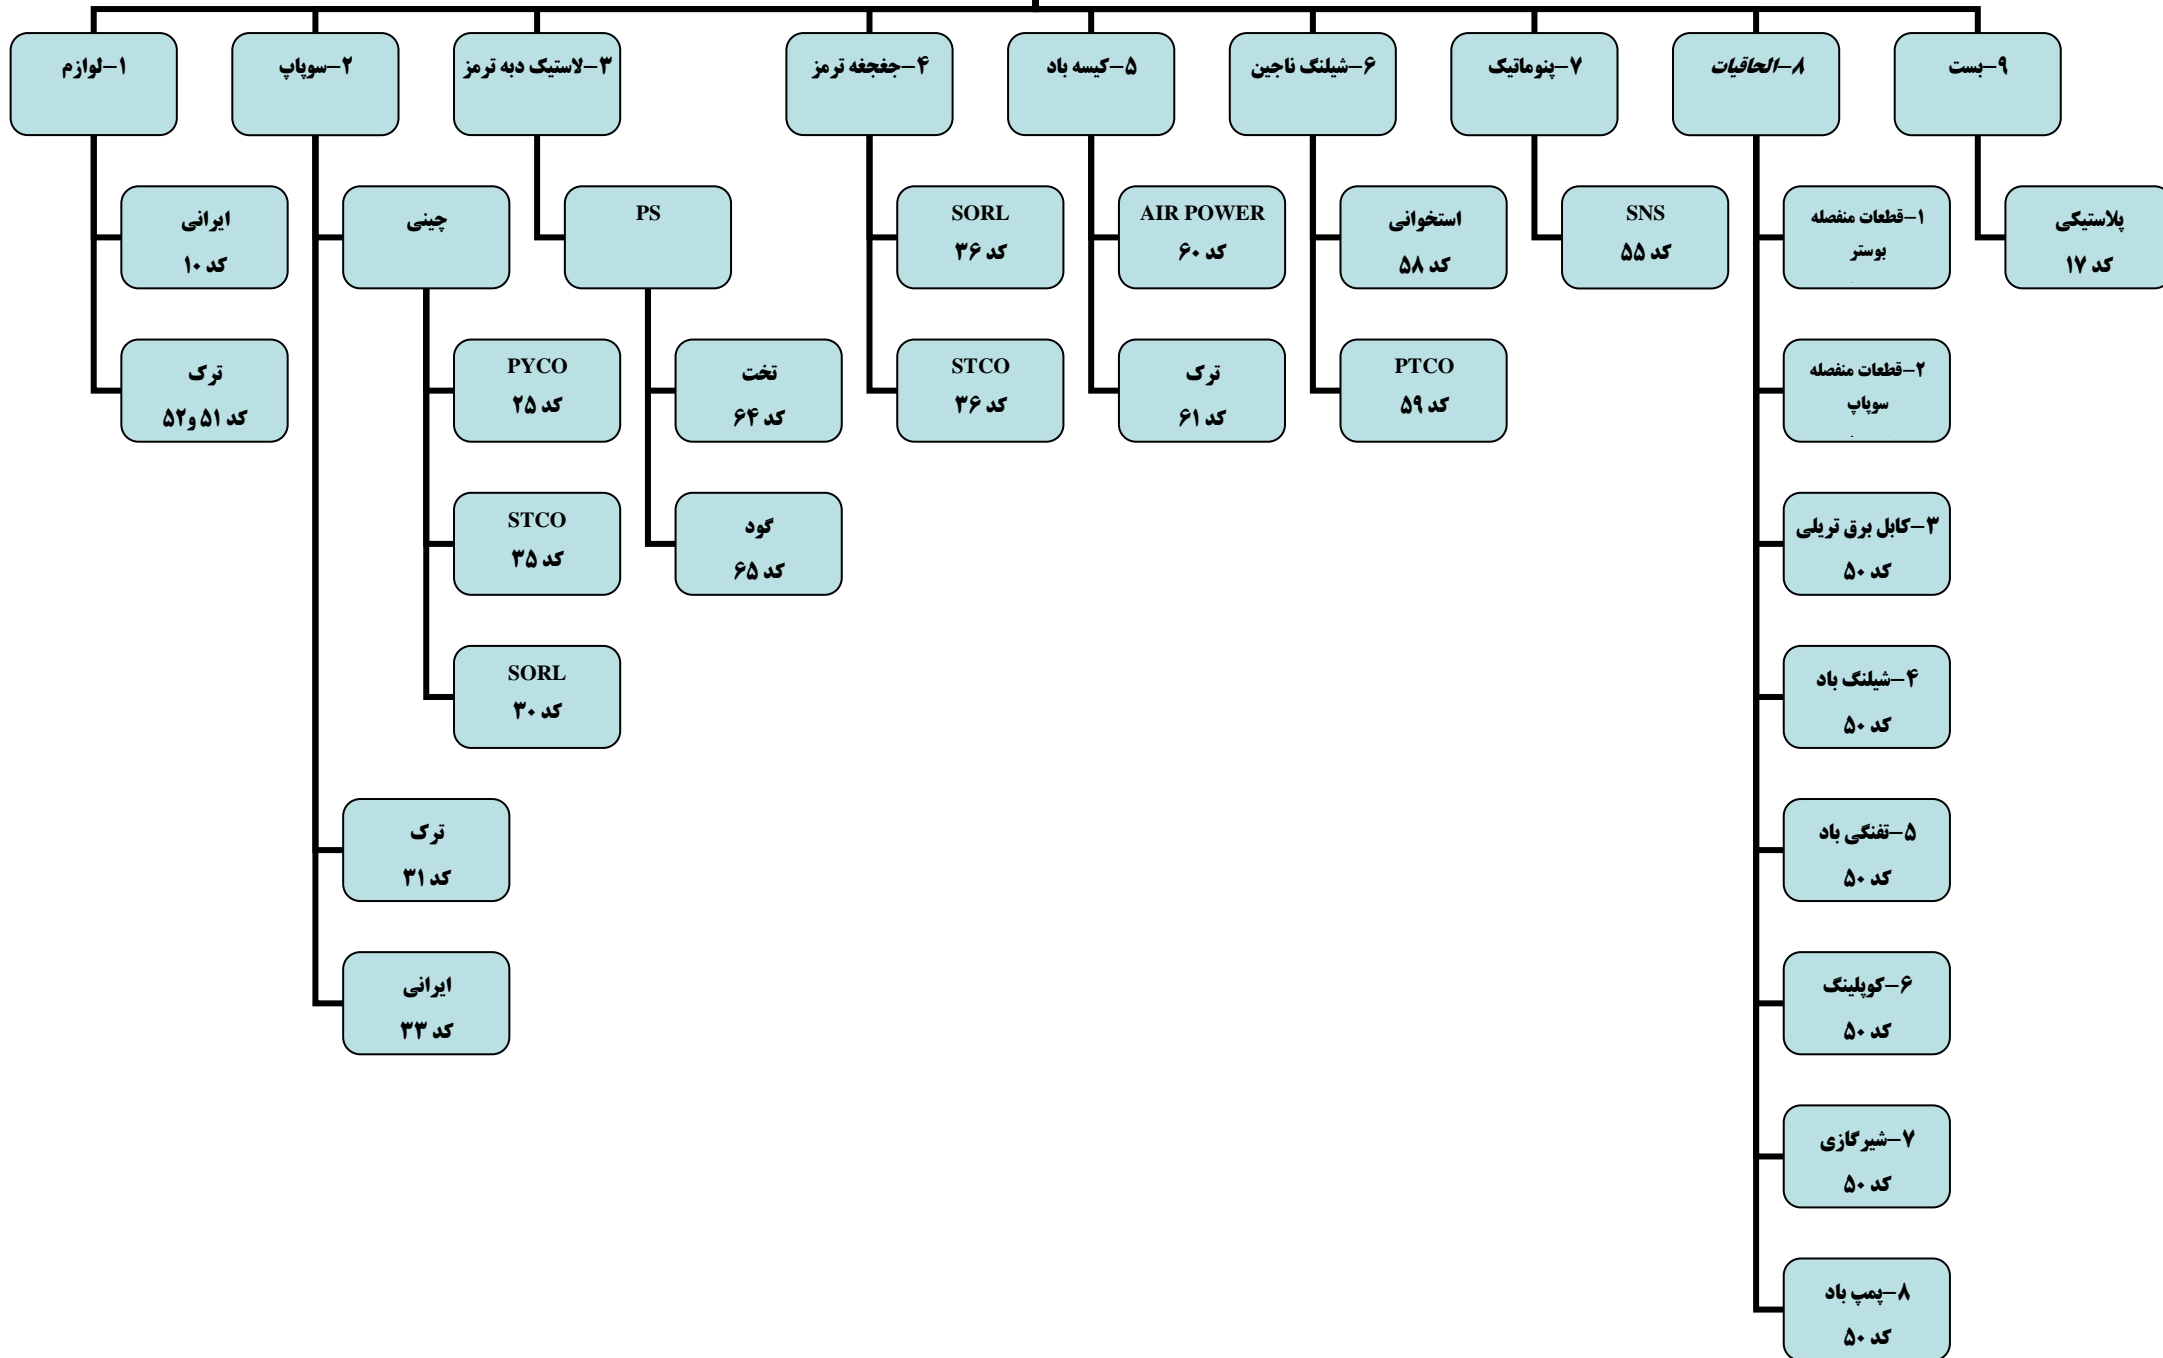 ۱-لوازم
ایرانی
کد ۱۰
ترک
کد ۵۱ و۵۲
۲-سوپاپ
چینی
PYCO
کد ۲۵
STCO
کد ۳۵
SORL
کد ۳۰
ترک
کد ۳۱
ایرانی
کد ۳۳
۳-لاستیک دبه ترمز
PS
تخت
کد ۶۴
گود
کد ۶۵
۴-جغجغه ترمز
SORL
کد ۳۶
STCO
کد ۳۶
۵-کیسه باد
AIR POWER
کد ۶۰
ترک
کد ۶۱
۶-شیلنگ ناجین
استخوانی
کد ۵۸
PTCO
کد ۵۹
۷-پنوماتیک
SNS
کد ۵۵
۸-الحاقیات
۱-قطعات منفصله
بوستر
۲-قطعات منفصله
سوپاپ
۳-کابل برق تریلی
کد ۵۰
۴-شیلنگ باد
کد ۵۰
۵-تفنگی باد
کد ۵۰
۶-کوپلینگ
کد ۵۰
۷-شیرگازی
کد ۵۰
۸-پمپ باد
کد ۵۰
۹-بست
پلاستیکی
کد ۱۷